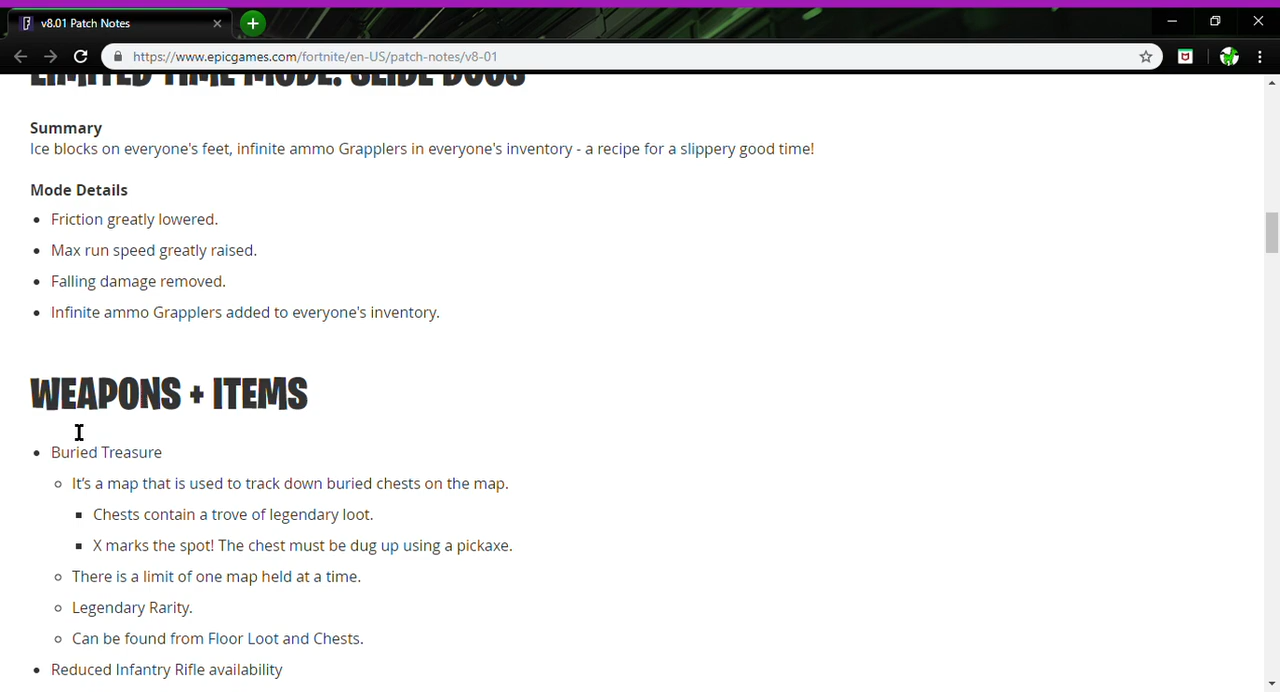 v8.01 Patch Notes
https://www.epicgames.com/fortnite/en-US/patch-notes/v8-01
LIMITED TIME MODE: SLIDE DUOS
Summary
Ice blocks on everyone's feet, infinite ammo Grapplers in everyone's inventory - a recipe for a slippery good time!
Mode Details
Friction greatly lowered.
Max run speed greatly raised.
Falling damage removed.
Infinite ammo Grapplers added to everyone's inventory.
WEAPONS + ITEMS
Buried Treasure
It's a map that is used to track down buried chests on the map.
Chests contain a trove of legendary loot.
X marks the spot! The chest must be dug up using a pickaxe.
There is a limit of one map held at a time.
Legendary Rarity.
Can be found from Floor Loot and Chests.
Reduced Infantry Rifle availability